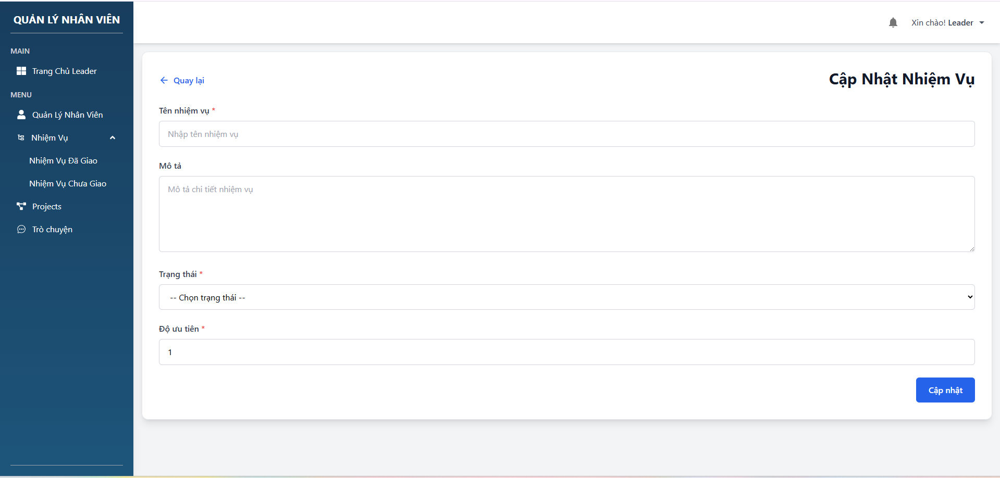 QUẢN LÝ NHÂN VIÊN
MAIN
Trang Chủ Leader
MENU
Quản Lý Nhân Viên
Nhiệm Vụ
Nhiệm Vụ Đã Giao
Nhiệm Vụ Chưa Giao
Projects
Trò chuyện
Xin chào! Leader
Quay lại
Cập Nhật Nhiệm Vụ
Tên nhiệm vụ *
Nhập tên nhiệm vụ
Mô tả
Mô tả chi tiết nhiệm vụ
Trạng thái *
-- Chọn trạng thái --
Độ ưu tiên *
1
Cập nhật